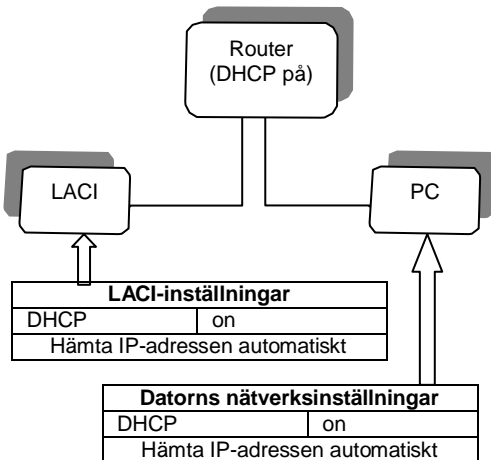 Router
(DHCP på)
LACI
PC
LACI-inställningar
DHCP on
Hämta IP-adressen automatiskt
Datorns nätverksinställningar
DHCP on
Hämta IP-adressen automatiskt